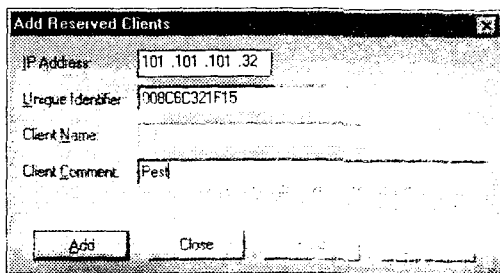 Add Reserved Clients
IP Address: 101 .101 .101 .32
Unique Identifier: 008C6C321F15
Client Name:
Client Comment: Pest
Add Close